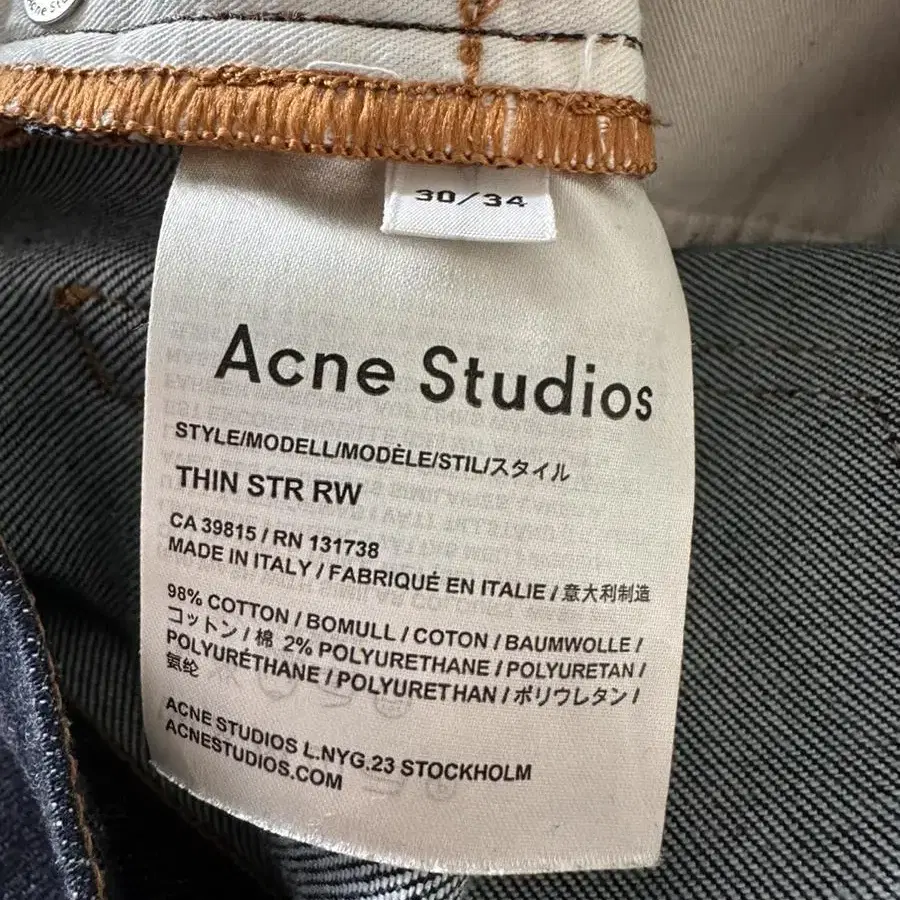 Acne Stu
30/34
Acne Studios
STYLE/MODELL/MODÈLE/STIL/スタイル
THIN STR RW
CA 39815 / RN 131738
MADE IN ITALY / FABRIQUÉ EN ITALIE / 意大利制造
98% COTTON / BOMULL / COTON / BAUMWOLLE /
コットン / 棉 2% POLYURETHANE / POLYURETAN /
POLYURÉTHANE / POLYURETHAN / ポリウレタン /
氨纶
ACNE STUDIOS L.NYG.23 STOCKHOLM
ACNESTUDIOS.COM